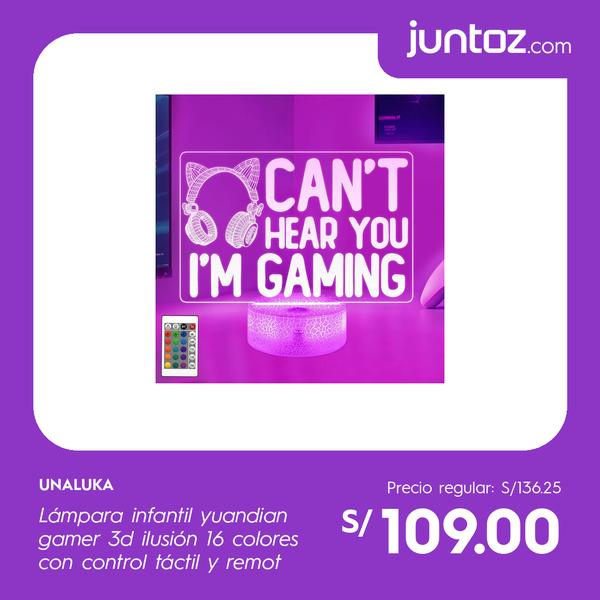 juntoz.com
CAN'T
HEAR YOU
I'M GAMING
UNALUKA
Lámpara infantil yuandian
gamer 3d ilusión 16 colores
con control táctil y remot
Precio regular: S/136.25
S/109.00